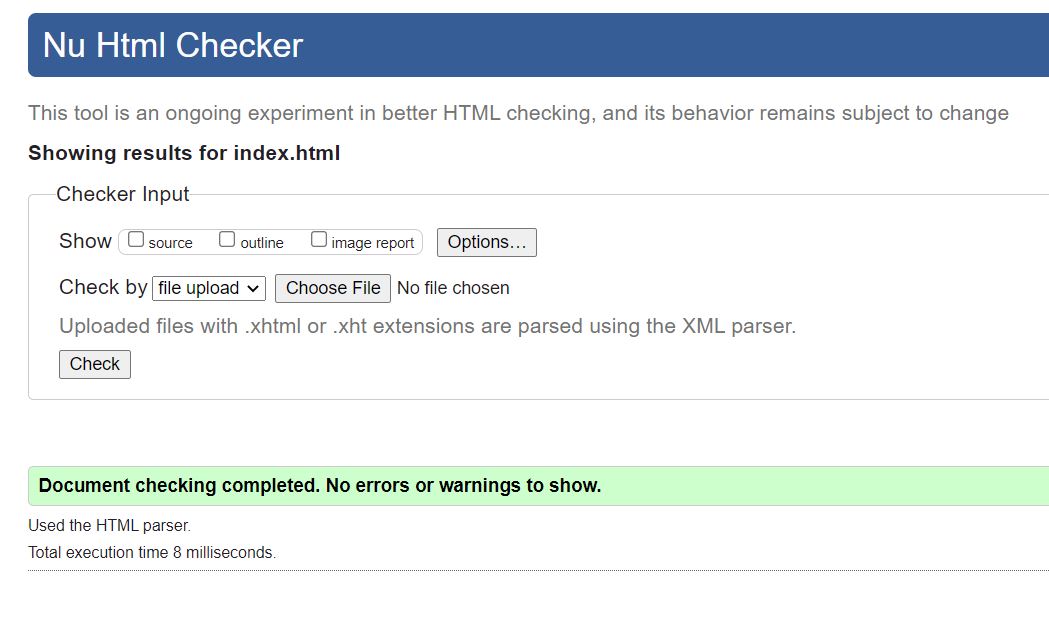 Nu Html Checker
This tool is an ongoing experiment in better HTML checking, and its behavior remains subject to change
Showing results for index.html
Checker Input
Show source outline image report Options...
Check by file upload Choose File No file chosen
Uploaded files with .xhtml or .xht extensions are parsed using the XML parser.
Check
Document checking completed. No errors or warnings to show.
Used the HTML parser.
Total execution time 8 milliseconds.